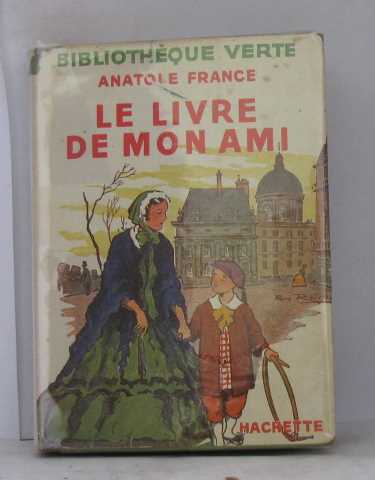 BIBLIOTHÈQUE VERTE
ANATOLE FRANCE
LE LIVRE
DE MON AMI
HACHETTE